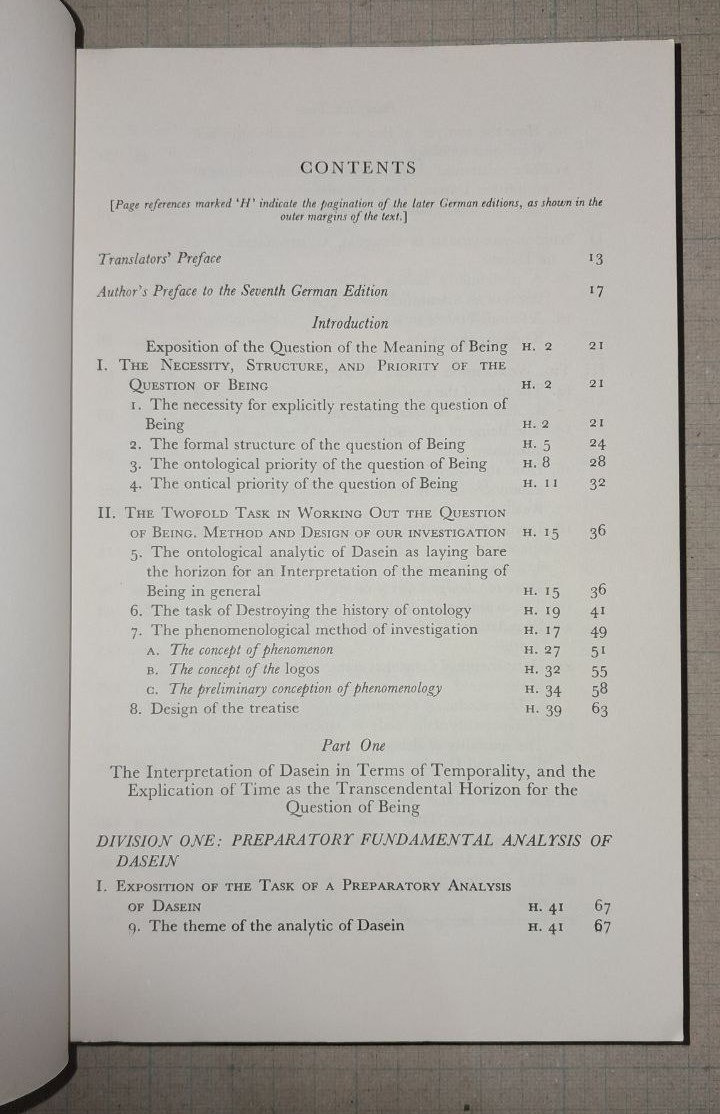 CONTENTS
[Page references marked ‘H’ indicate the pagination of the later German editions, as shown in the
outer margins of the text.]
Translators’ Preface 13
Author’s Preface to the Seventh German Edition 17
Introduction
Exposition of the Question of the Meaning of Being H. 2 21
I. The Necessity, Structure, and Priority of the
Question of Being H. 2 21
1. The necessity for explicitly restating the question of
Being H. 2 21
2. The formal structure of the question of Being H. 5 24
3. The ontological priority of the question of Being H. 8 28
4. The ontical priority of the question of Being H. 11 32
II. The Twofold Task in Working Out the Question
of Being. Method and Design of our investigation H. 15 36
5. The ontological analytic of Dasein as laying bare
the horizon for an Interpretation of the meaning of
Being in general H. 15 36
6. The task of Destroying the history of ontology H. 19 41
7. The phenomenological method of investigation H. 17 49
A. The concept of phenomenon H. 27 51
B. The concept of the logos H. 32 55
C. The preliminary conception of phenomenology H. 34 58
8. Design of the treatise H. 39 63
Part One
The Interpretation of Dasein in Terms of Temporality, and the
Explication of Time as the Transcendental Horizon for the
Question of Being
DIVISION ONE: PREPARATORY FUNDAMENTAL ANALYSIS OF
DASEIN
I. Exposition of the Task of a Preparatory Analysis
of Dasein H. 41 67
9. The theme of the analytic of Dasein H. 41 67